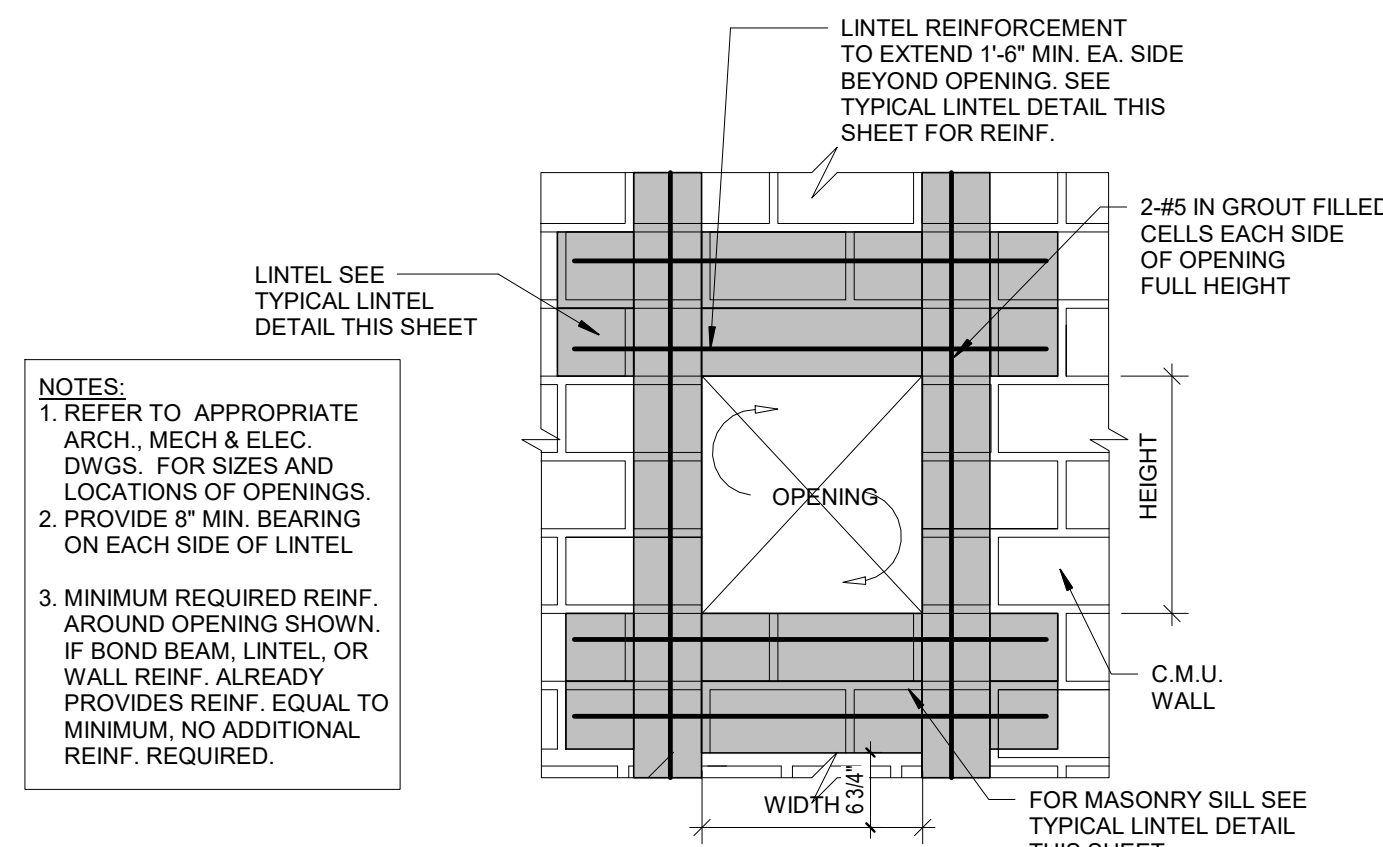 LINTEL REINFORCEMENT
TO EXTEND 1'-6" MIN. EA. SIDE
BEYOND OPENING. SEE
TYPICAL LINTEL DETAIL THIS
SHEET FOR REINF.
2-#5 IN GROUT FILLED
CELLS EACH SIDE
OF OPENING
FULL HEIGHT
LINTEL SEE
TYPICAL LINTEL
DETAIL THIS SHEET
NOTES:
1. REFER TO APPROPRIATE
ARCH., MECH & ELEC.
DWGS. FOR SIZES AND
LOCATIONS OF OPENINGS.
2. PROVIDE 8" MIN. BEARING
ON EACH SIDE OF LINTEL
3. MINIMUM REQUIRED REINF.
AROUND OPENING SHOWN.
IF BOND BEAM, LINTEL, OR
WALL REINF. ALREADY
PROVIDES REINF. EQUAL TO
MINIMUM, NO ADDITIONAL
REINF. REQUIRED.
OPENING
HEIGHT
C.M.U.
WALL
WIDTH
6 3/4"
FOR MASONRY SILL SEE
TYPICAL LINTEL DETAIL
THIS SHEET